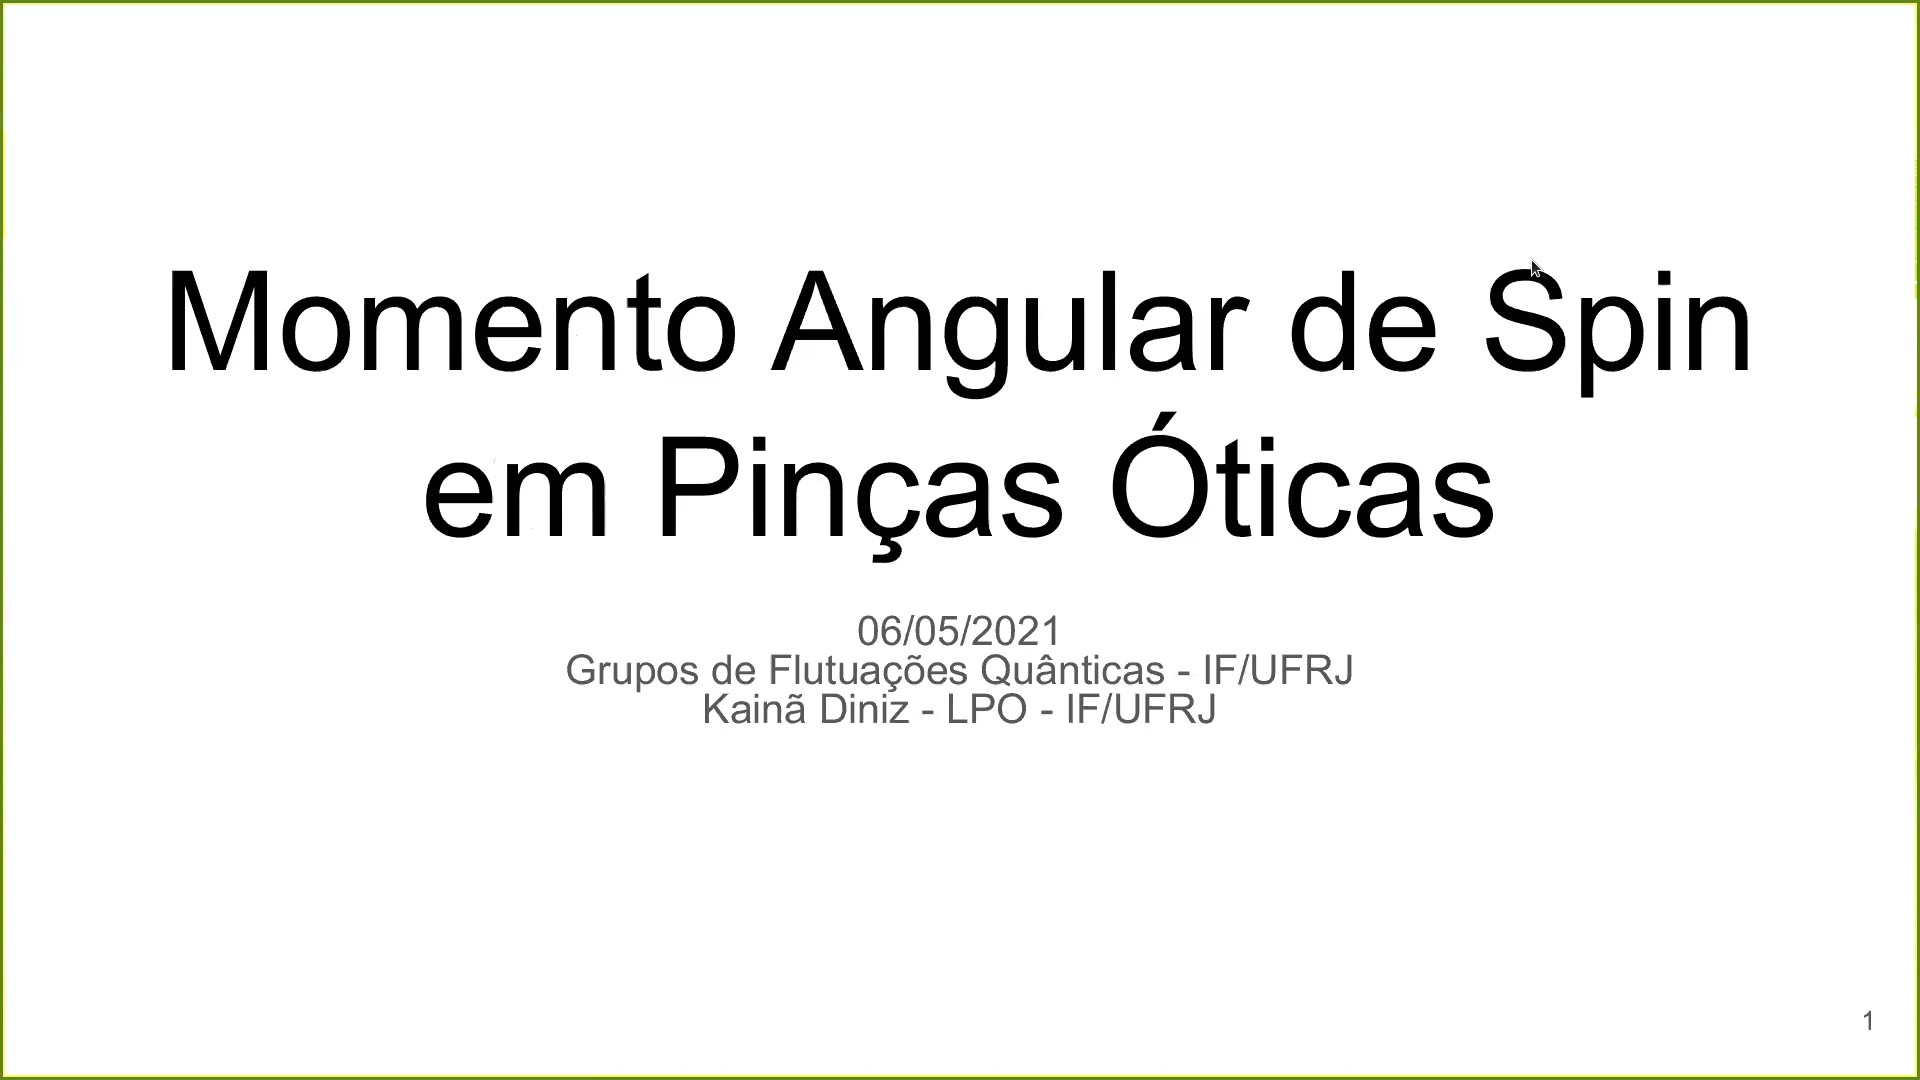 Momento Angular de Spin
em Pinças Óticas
06/05/2021
Grupos de Flutuações Quânticas - IF/UFRJ
Kainã Diniz - LPO - IF/UFRJ
1